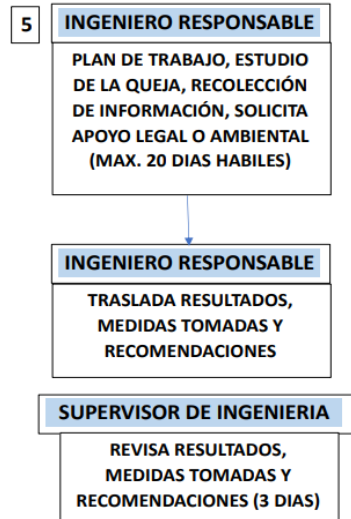 5
INGENIERO RESPONSABLE
PLAN DE TRABAJO, ESTUDIO
DE LA QUEJA, RECOLECCIÓN
DE INFORMACIÓN, SOLICITA
APOYO LEGAL O AMBIENTAL
(MAX. 20 DIAS HABILES)
INGENIERO RESPONSABLE
TRASLADA RESULTADOS,
MEDIDAS TOMADAS Y
RECOMENDACIONES
SUPERVISOR DE INGENIERIA
REVISA RESULTADOS,
MEDIDAS TOMADAS Y
RECOMENDACIONES (3 DIAS)